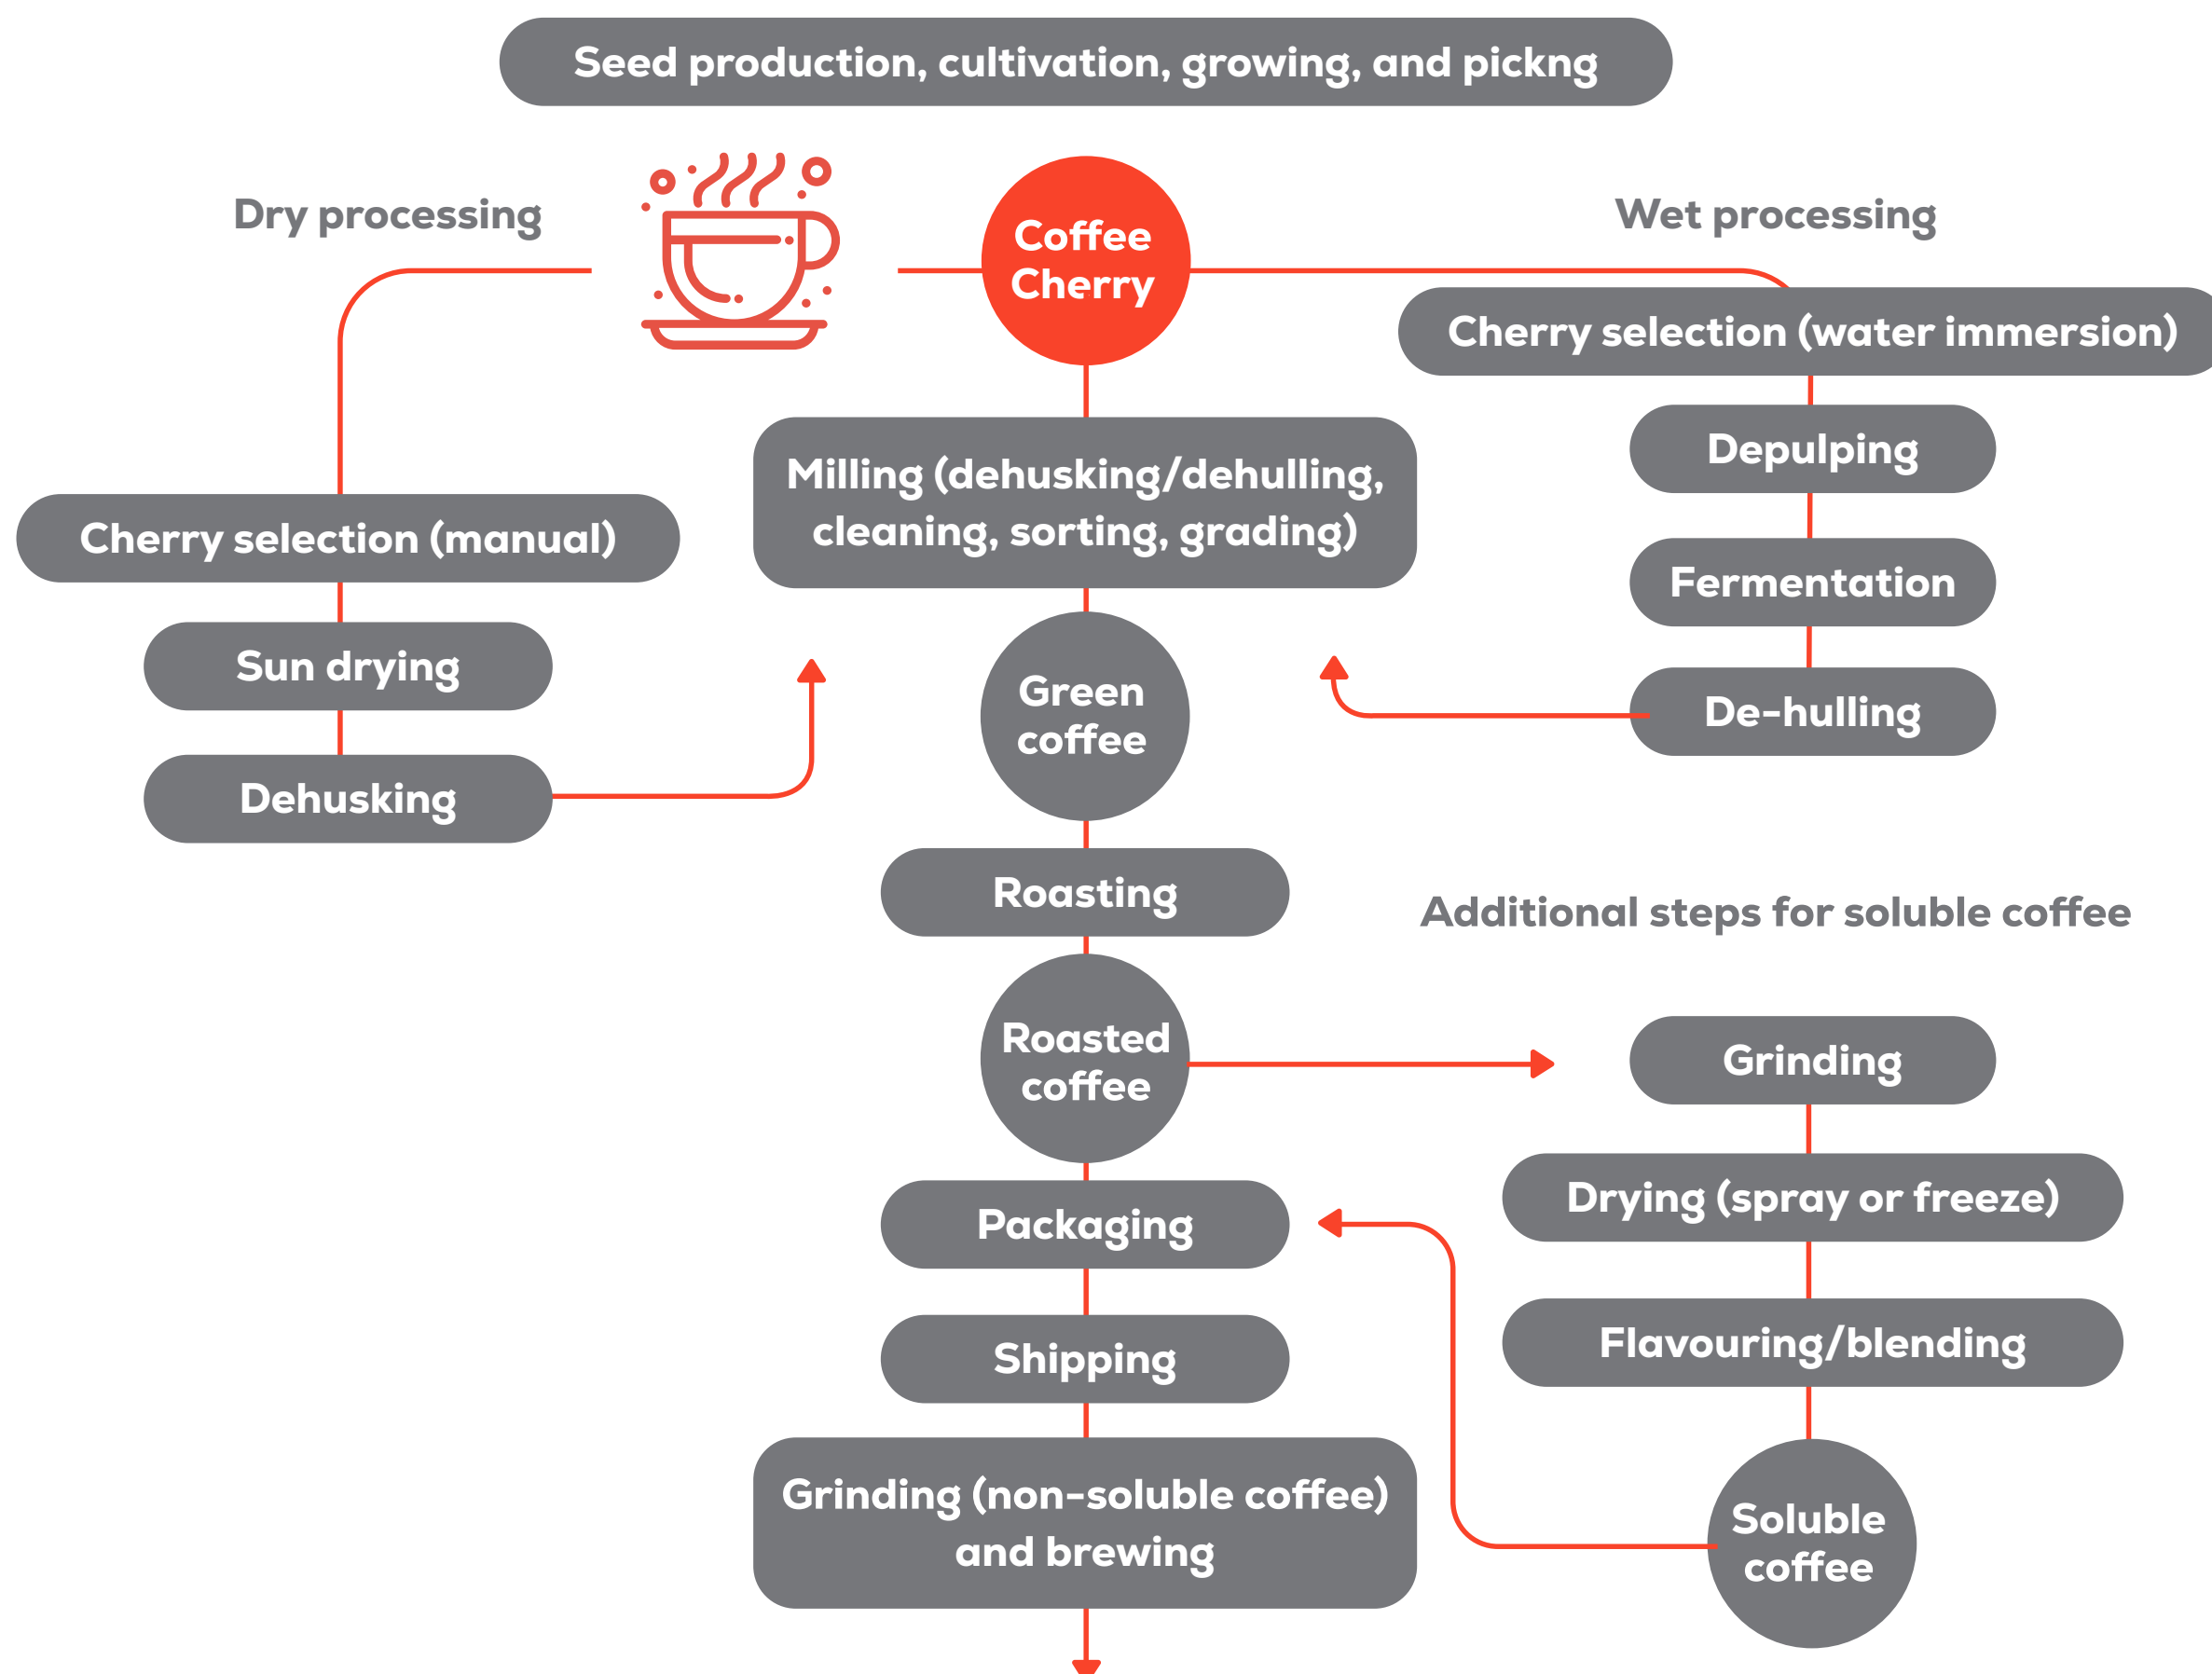 Seed production, cultivation, growing, and pickng
Dry processing
Coffee
Cherry
Wet processing
Cherry selection (water immersion)
Depulping
Milling (dehusking/dehulling,
cleaning, sorting, grading)
Cherry selection (manual)
Fermentation
Sun drying
Green
coffee
De-hulling
Dehusking
Roasting
Additional steps for soluble coffee
Roasted
coffee
Grinding
Drying (spray or freeze)
Packaging
Flavouring/blending
Shipping
Grinding (non-soluble coffee)
and brewing
Soluble
coffee